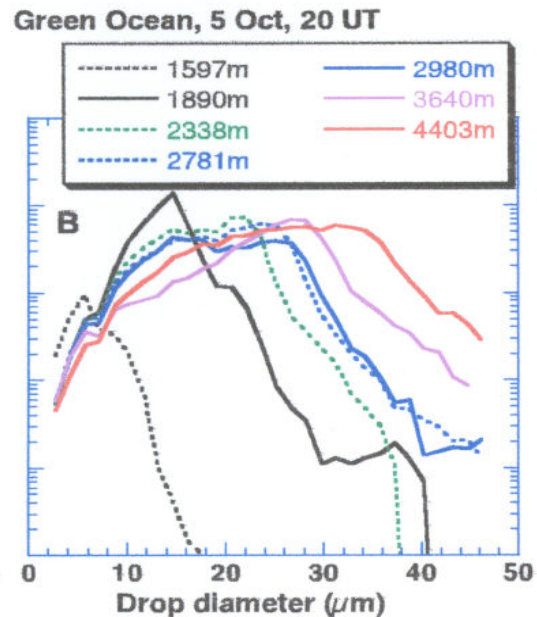 Green Ocean, 5 Oct, 20 UT
1597m 2980m
1890m 3640m
2338m 4403m
2781m
B
0 10 20 30 40 50
Drop diameter (μm)